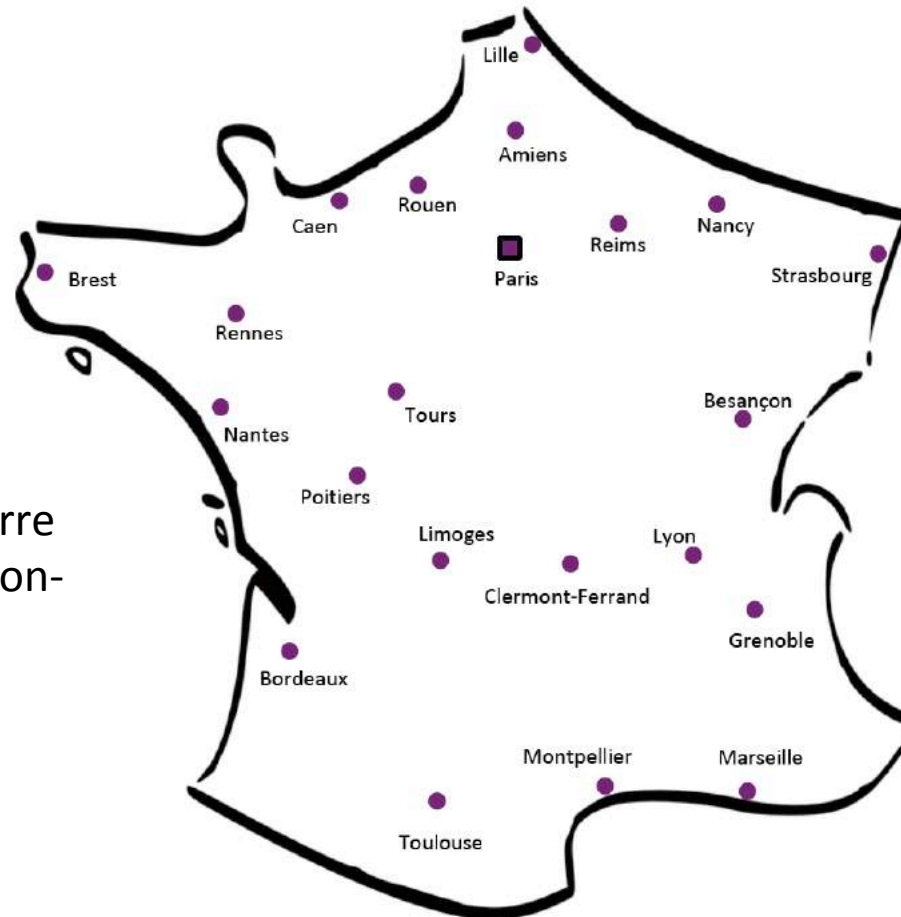 Lille
Amiens
Rouen
Caen
Nancy
Reims
Strasbourg
Paris
Brest
Rennes
Besançon
Tours
Nantes
Poitiers
rre
on-
Limoges
Lyon
Clermont-Ferrand
Grenoble
Bordeaux
Montpellier
Marseille
Toulouse